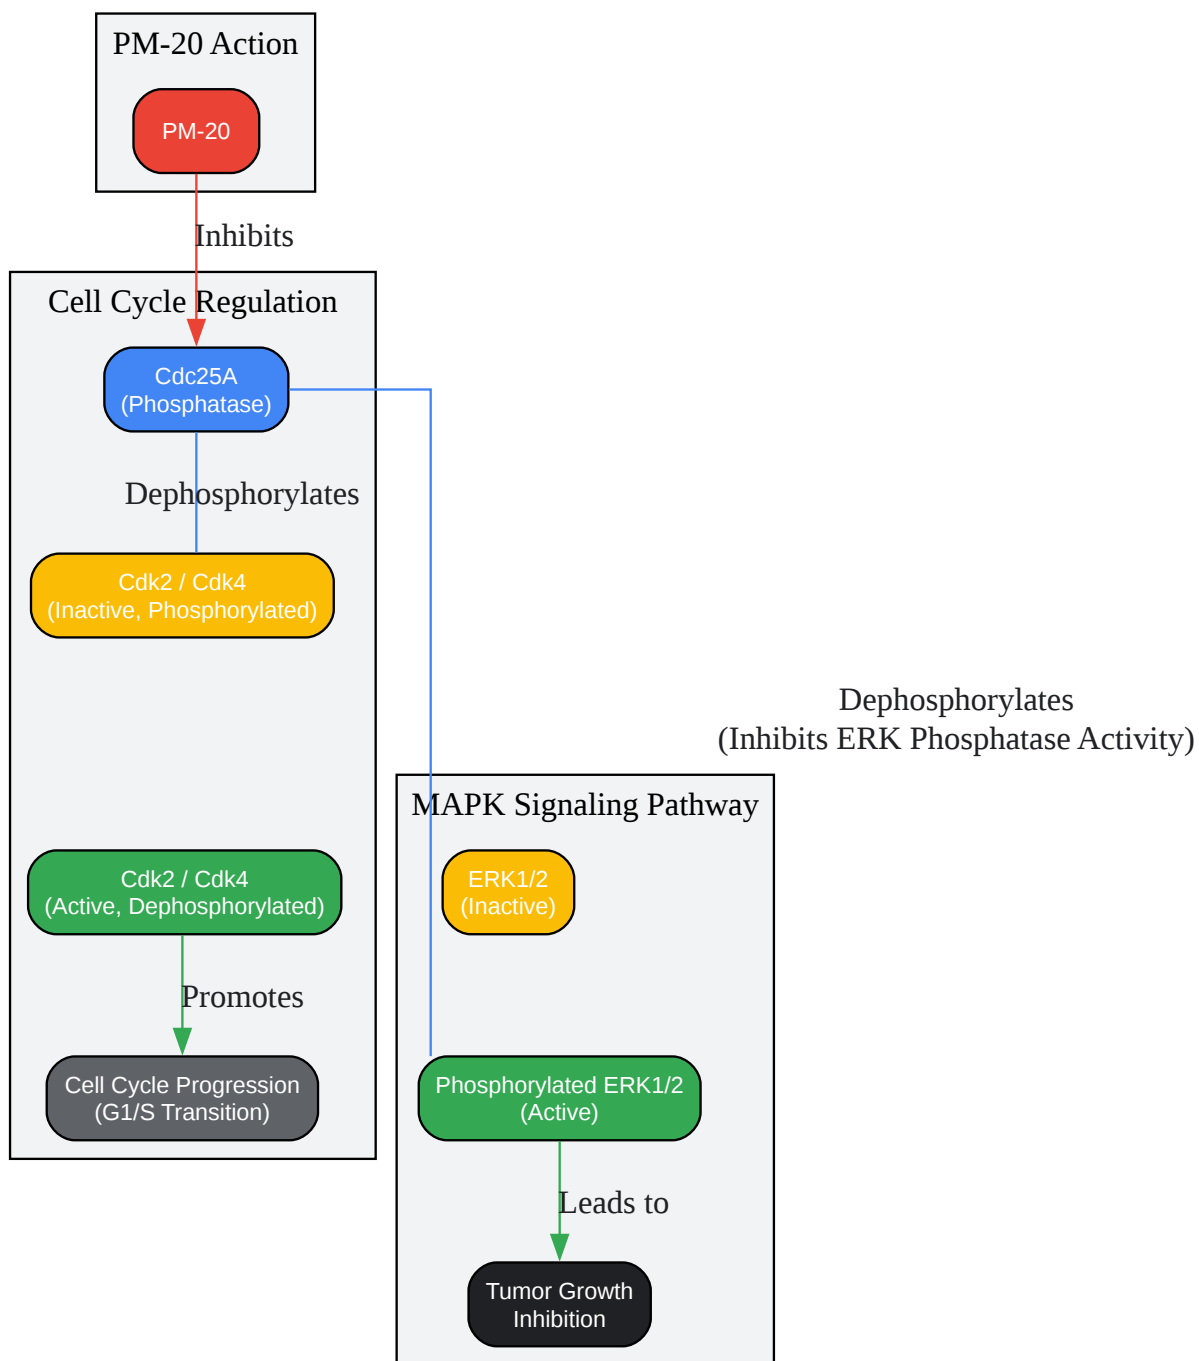 PM-20 Action
PM-20
Inhibits
Cell Cycle Regulation
Cdc25A
(Phosphatase)
Dephosphorylates
Cdk2 / Cdk4
(Inactive, Phosphorylated)
Dephosphorylates
(Inhibits ERK Phosphatase Activity)
MAPK Signaling Pathway
Cdk2 / Cdk4
(Active, Dephosphorylated)
ERK1/2
(Inactive)
Promotes
Cell Cycle Progression
(G1/S Transition)
Phosphorylated ERK1/2
(Active)
Leads to
Tumor Growth
Inhibition